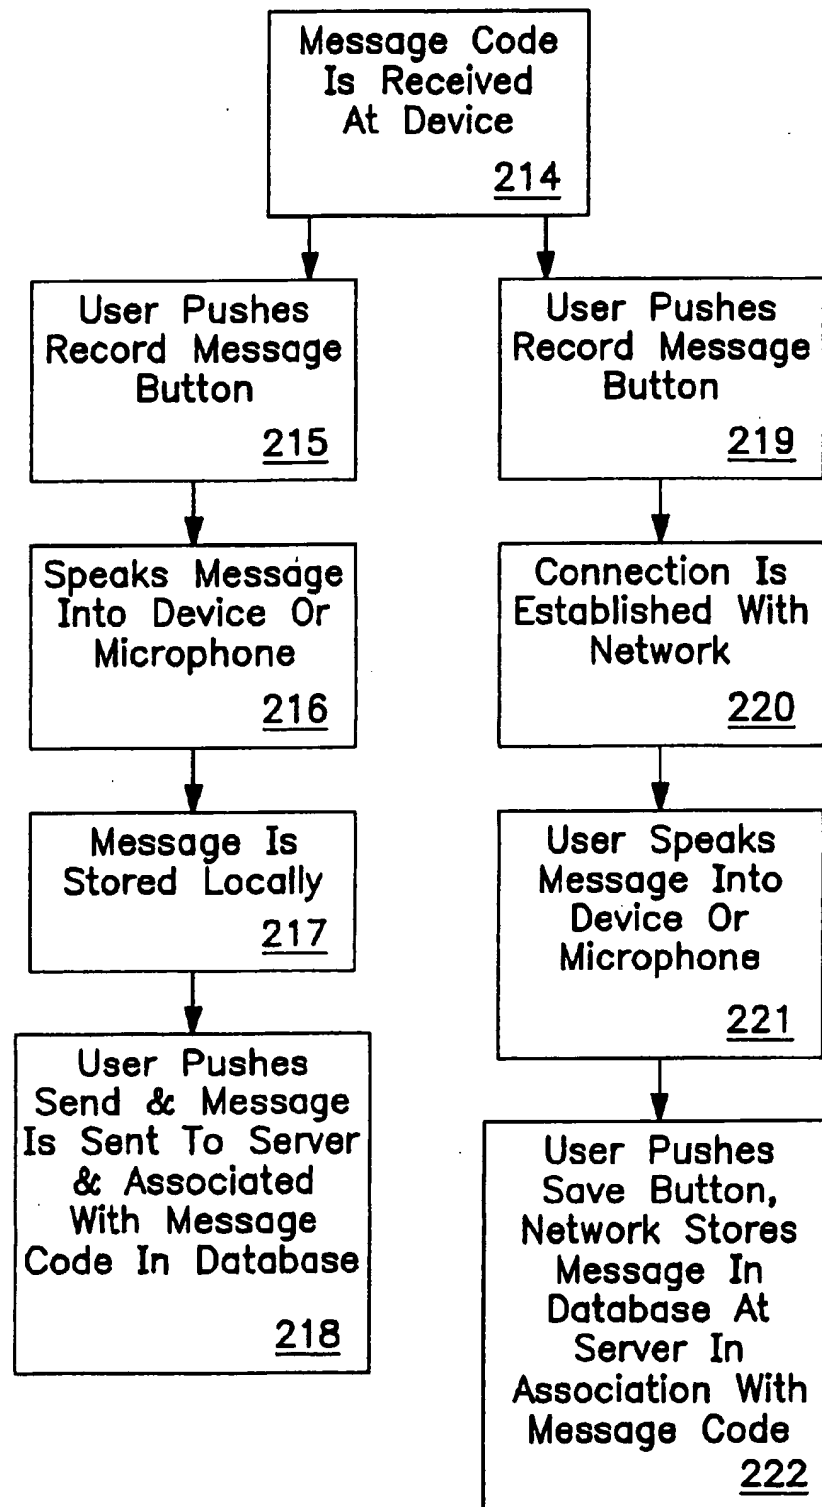 Message Code
Is Received
At Device
214
User Pushes
Record Message
Button
215
Speaks Message
Into Device Or
Microphone
216
Message Is
Stored Locally
217
User Pushes
Send & Message
Is Sent To Server
& Associated
With Message
Code In Database
218
User Pushes
Record Message
Button
219
Connection Is
Established With
Network
220
User Speaks
Message Into
Device Or
Microphone
221
User Pushes
Save Button,
Network Stores
Message In
Database At
Server In
Association With
Message Code
222